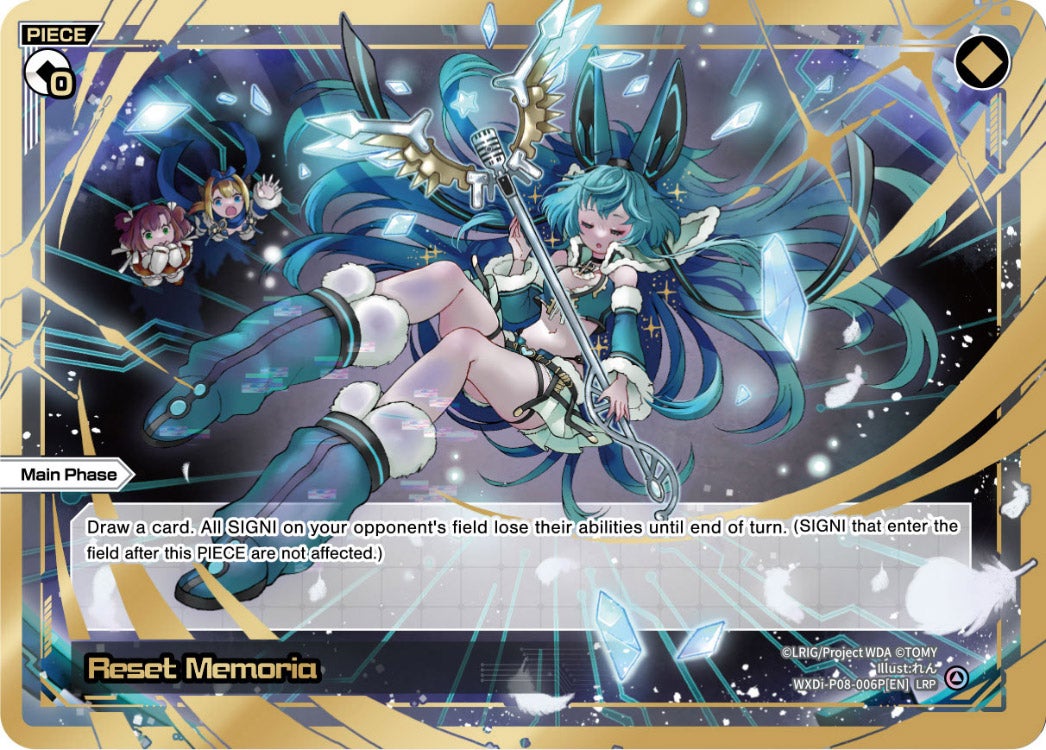 PIECE
0
Main Phase
Draw a card. All SIGNI on your opponent's field lose their abilities until end of turn. (SIGNI that enter the
field after this PIECE are not affected.)
Reset Memoria
©LRIG/Project WDA ©TOMY
Illust:れん
WXDi-P08-006P[EN] LRP